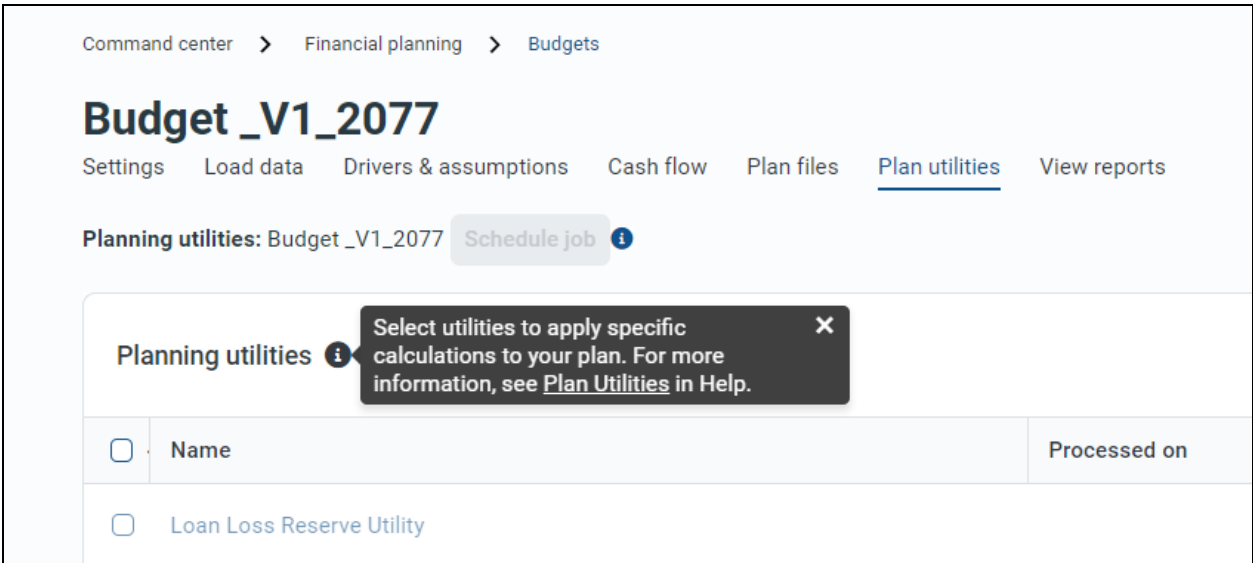 Command center > Financial planning > Budgets
Budget _V1_2077
Settings Load data Drivers & assumptions Cash flow Plan files Plan utilities View reports
Planning utilities: Budget _V1_2077 Schedule job i
Planning utilities i
Select utilities to apply specific
calculations to your plan. For more
information, see Plan Utilities in Help.
Name Processed on
Loan Loss Reserve Utility